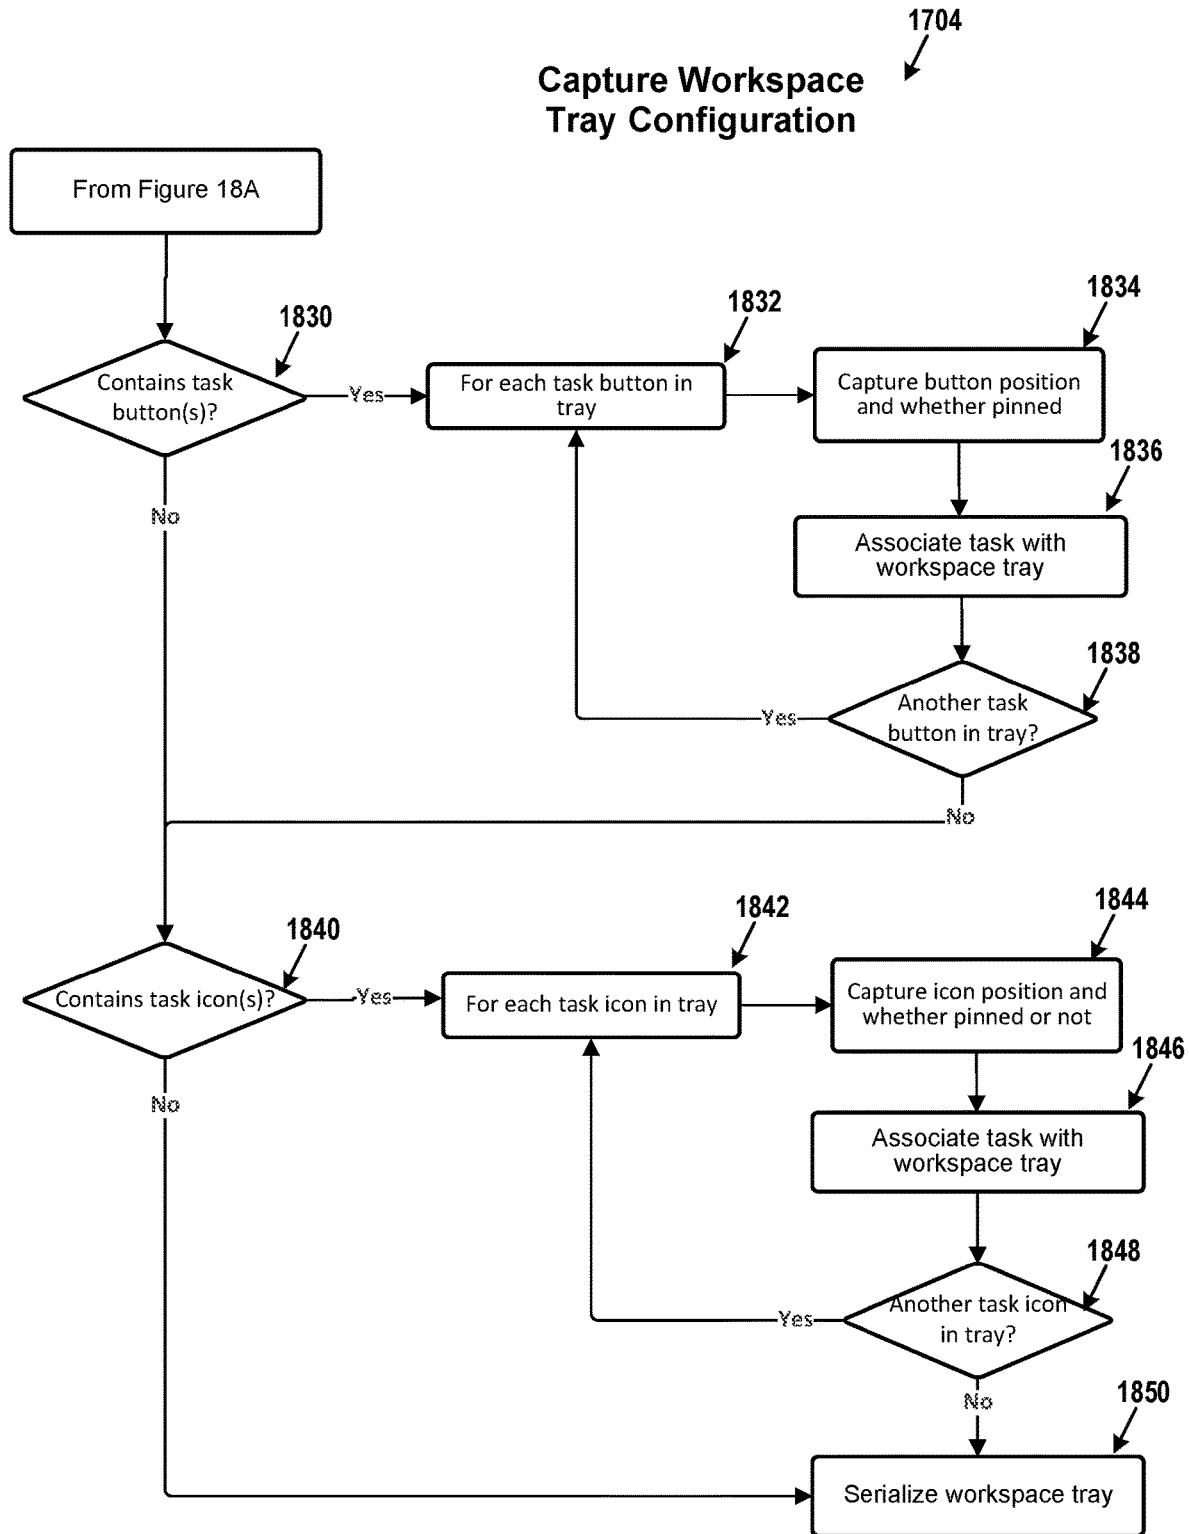 1704
Capture Workspace
Tray Configuration
From Figure 18A
1830
Contains task
button(s)?
Yes
No
1832
For each task button in
tray
1834
Capture button position
and whether pinned
1836
Associate task with
workspace tray
1838
Another task
button in tray?
Yes
No
1840
Contains task icon(s)?
Yes
No
1842
For each task icon in tray
1844
Capture icon position and
whether pinned or not
1846
Associate task with
workspace tray
1848
Another task icon
in tray?
Yes
No
1850
Serialize workspace tray